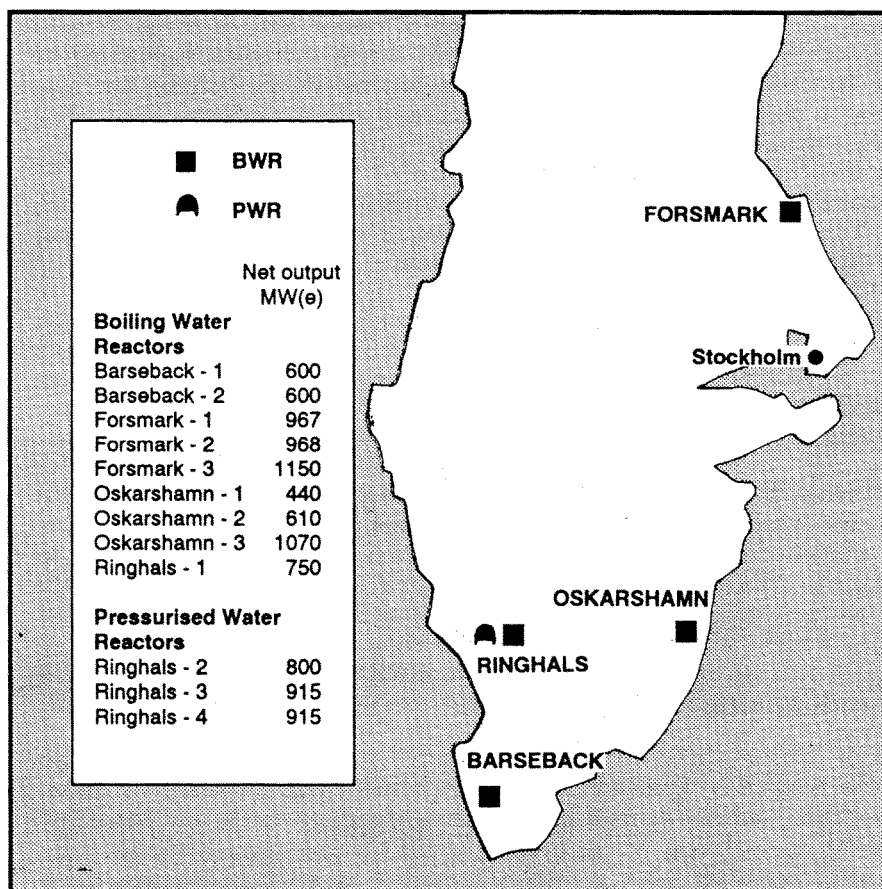 BWR
PWR
Net output
MW(e)
Boiling Water
Reactors
Barseback - 1 600
Barseback - 2 600
Forsmark - 1 967
Forsmark - 2 968
Forsmark - 3 1150
Oskarshamn - 1 440
Oskarshamn - 2 610
Oskarshamn - 3 1070
Ringhals - 1 750
Pressurised Water
Reactors
Ringhals - 2 800
Ringhals - 3 915
Ringhals - 4 915
FORSMARK
Stockholm
OSKARSHAMN
RINGHALS
BARSEBACK